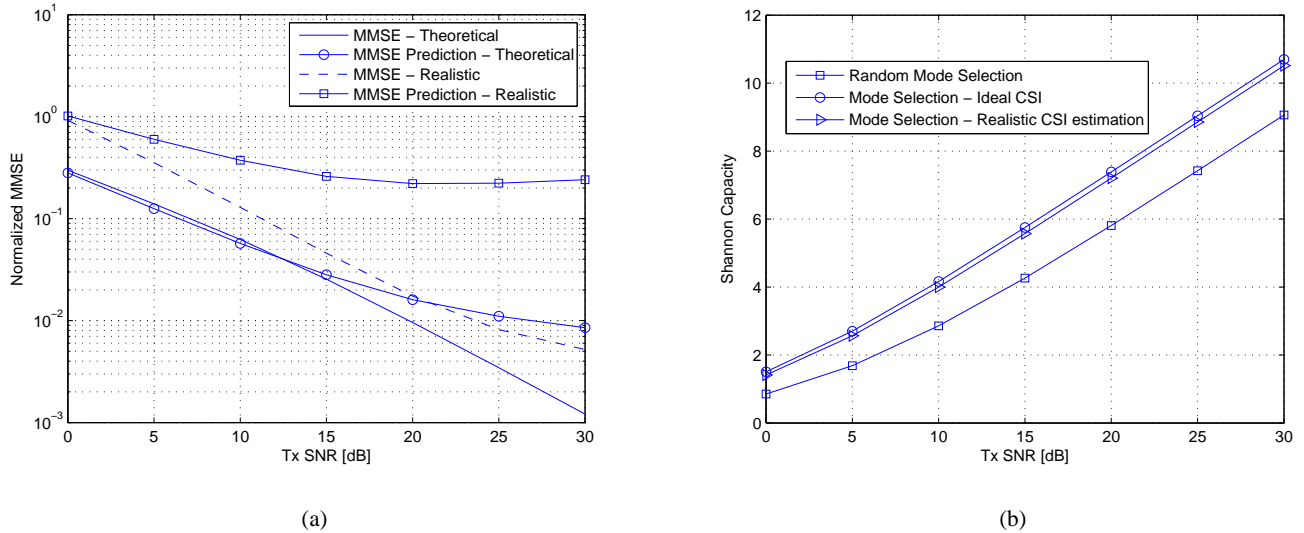 10^1
10^0
10^-1
10^-2
10^-3
Normalized MMSE
MMSE − Theoretical
MMSE Prediction − Theoretical
MMSE − Realistic
MMSE Prediction − Realistic
0 5 10 15 20 25 30
Tx SNR [dB]
(a)
12
10
8
6
4
2
0
Shannon Capacity
Random Mode Selection
Mode Selection − Ideal CSI
Mode Selection − Realistic CSI estimation
0 5 10 15 20 25 30
Tx SNR [dB]
(b)